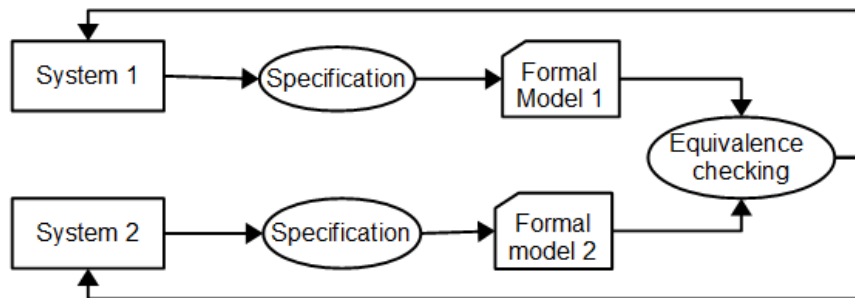 System 1
Specification
Formal
Model 1
Equivalence
checking
System 2
Specification
Formal
model 2